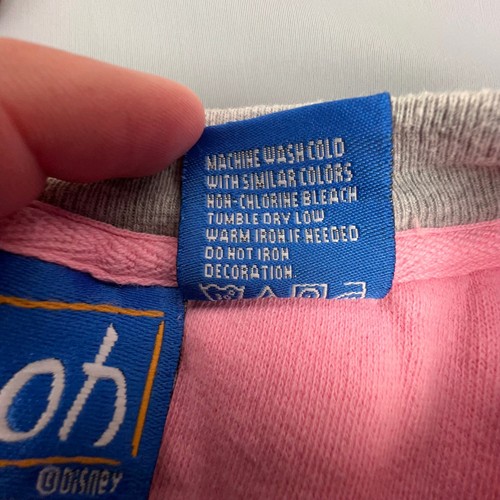 MACHINE WASH COLD
WITH SIMILAR COLORS
NON-CHLORINE BLEACH
TUMBLE DRY LOW
WARM IRON IF NEEDED
DO NOT IRON
DECORATION.
oh
©DISNEY